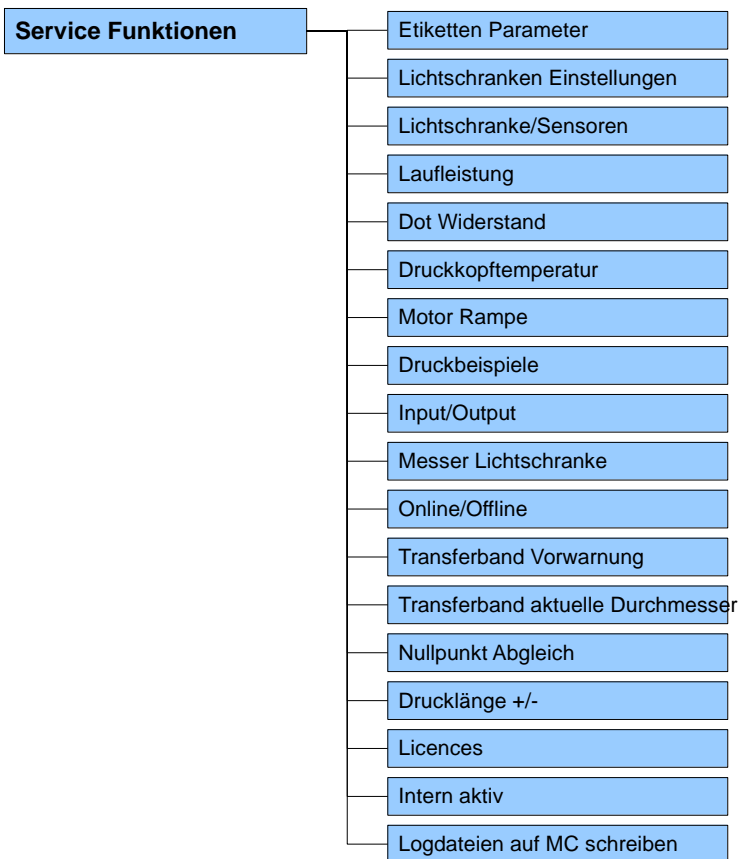 Service Funktionen
Etiketten Parameter
Lichtschranken Einstellungen
Lichtschranke/Sensoren
Laufleistung
Dot Widerstand
Druckkopftemperatur
Motor Rampe
Druckbeispiele
Input/Output
Messer Lichtschranke
Online/Offline
Transferband Vorwarnung
Transferband aktuelle Durchmesser
Nullpunkt Abgleich
Drucklänge +/-
Licences
Intern aktiv
Logdateien auf MC schreiben